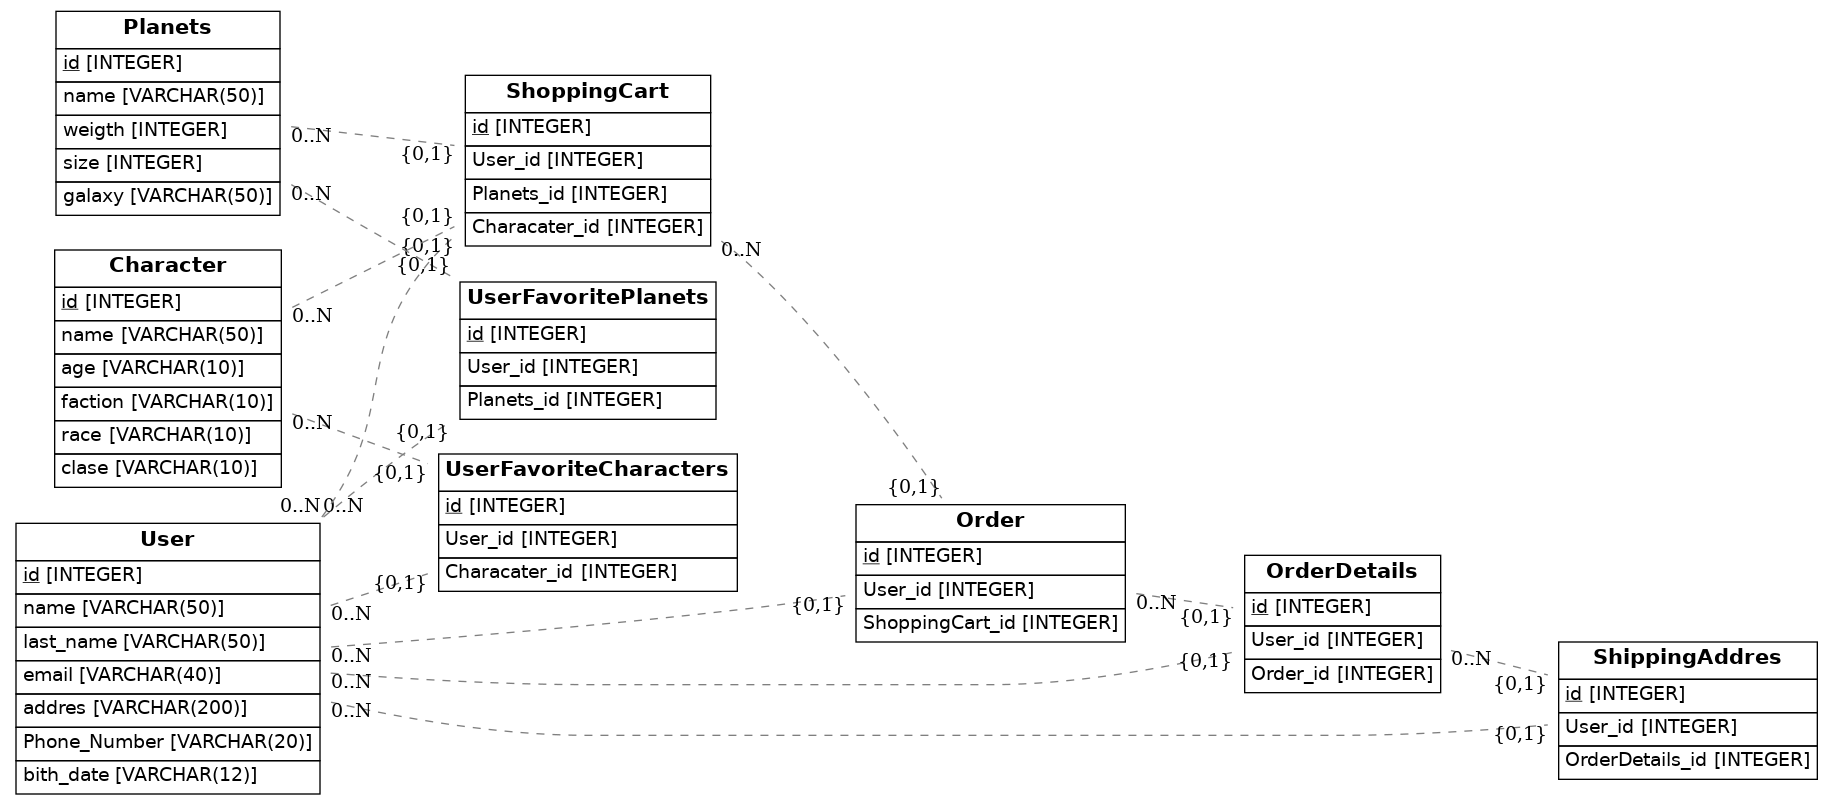 Planets
id [INTEGER]
name [VARCHAR(50)]
weigth [INTEGER]
size [INTEGER]
galaxy [VARCHAR(50)]
0..N
{0,1}
0..N
{0,1}
ShoppingCart
id [INTEGER]
User_id [INTEGER]
Planets_id [INTEGER]
Characater_id [INTEGER]
{0,1}
{0,1}
0..N
Character
id [INTEGER]
name [VARCHAR(50)]
age [VARCHAR(10)]
faction [VARCHAR(10)]
race [VARCHAR(10)]
clase [VARCHAR(10)]
0..N
0..N
UserFavoritePlanets
id [INTEGER]
User_id [INTEGER]
Planets_id [INTEGER]
{0,1}
{0,1}
UserFavoriteCharacters
id [INTEGER]
User_id [INTEGER]
Characater_id [INTEGER]
{0,1}
0..N
0..N
User
id [INTEGER]
name [VARCHAR(50)]
last_name [VARCHAR(50)]
email [VARCHAR(40)]
addres [VARCHAR(200)]
Phone_Number [VARCHAR(20)]
bith_date [VARCHAR(12)]
0..N
0..N
0..N
0..N
{0,1}
{0,1}
Order
id [INTEGER]
User_id [INTEGER]
ShoppingCart_id [INTEGER]
0..N
{0,1}
{0,1}
OrderDetails
id [INTEGER]
User_id [INTEGER]
Order_id [INTEGER]
0..N
{0,1}
{0,1}
ShippingAddres
id [INTEGER]
User_id [INTEGER]
OrderDetails_id [INTEGER]